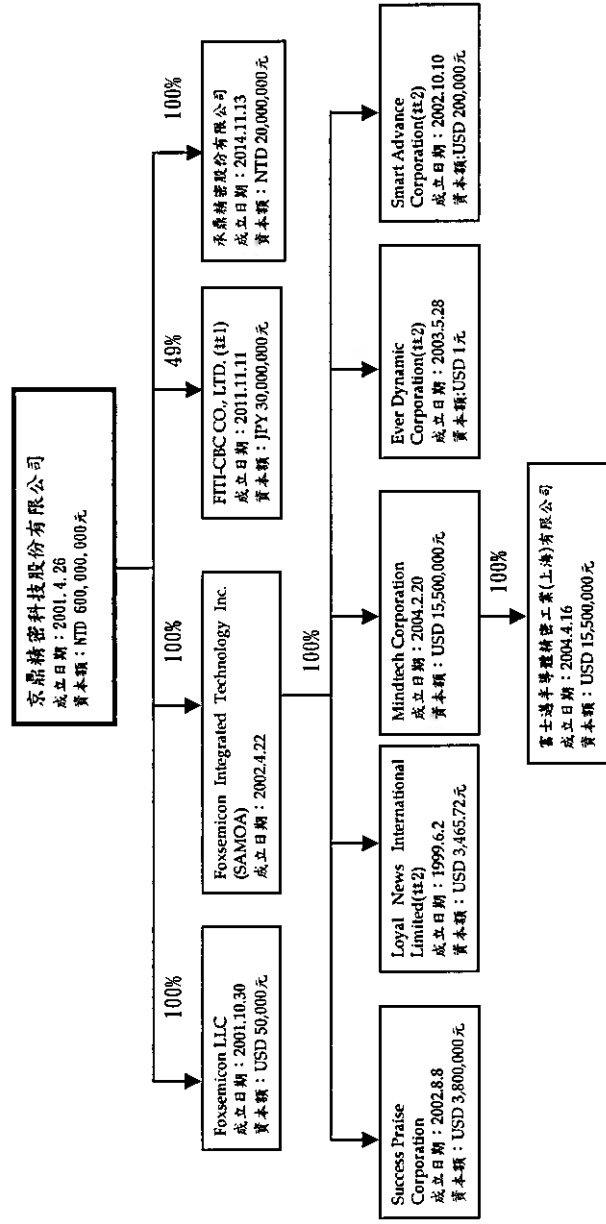 京鼎精密科技股份有限公司
成立日期：2001.4.26
資本額：NTD 600,000,000元
100%
100%
49%
100%
Foxsemicon LLC
成立日期：2001.10.30
資本額：USD 50,000元
Foxsemicon Integrated Technology Inc.
(SAMOA)
成立日期：2002.4.22
FITI-CBC CO., LTD. (註1)
成立日期：2011.11.11
資本額：JPY 30,000,000元
承鼎精密股份有限公司
成立日期：2014.11.13
資本額：NTD 20,000,000元
100%
Success Praise
Corporation
成立日期：2002.8.8
資本額：USD 3,800,000元
Loyal News International
Limited(註2)
成立日期：1999.6.2
資本額：USD 3,465.72元
Mindtech Corporation
成立日期：2004.2.20
資本額：USD 15,500,000元
Ever Dynamic
Corporation(註2)
成立日期：2003.5.28
資本額:USD 1元
Smart Advance
Corporation(註2)
成立日期：2002.10.10
資本額:USD 200,000元
100%
富士邁半導體精密工業(上海)有限公司
成立日期：2004.4.16
資本額：USD 15,500,000元